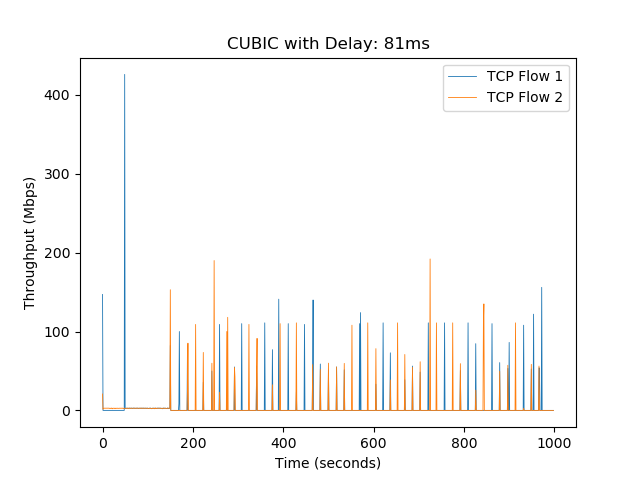 CUBIC with Delay: 81ms
TCP Flow 1
TCP Flow 2
400
300
200
100
0
Throughput (Mbps)
0 200 400 600 800 1000
Time (seconds)